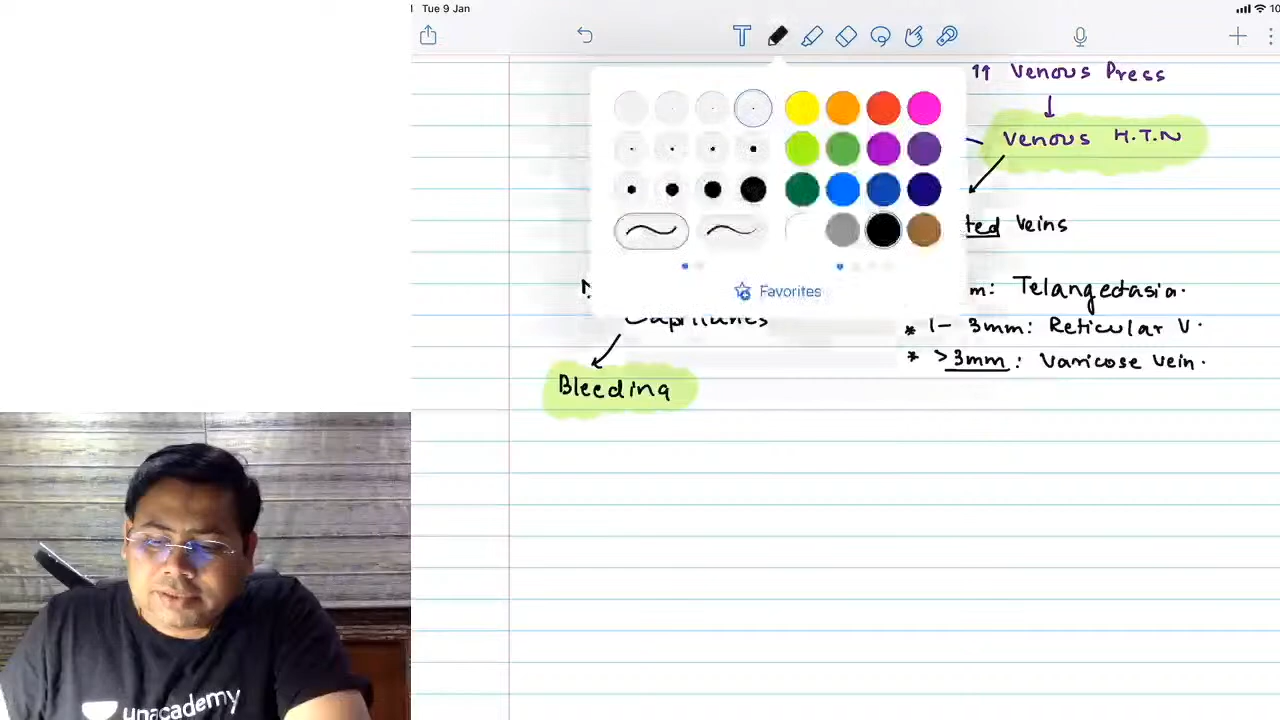 Tue 9 Jan
10
T
↑↑ Venous Press
Venous H.T.N
ted Veins
m: Telangectasia.
Favorites
Capillaries
* 1- 3mm: Reticular V.
* >3mm: Varicose Vein.
Bleeding
unacademy